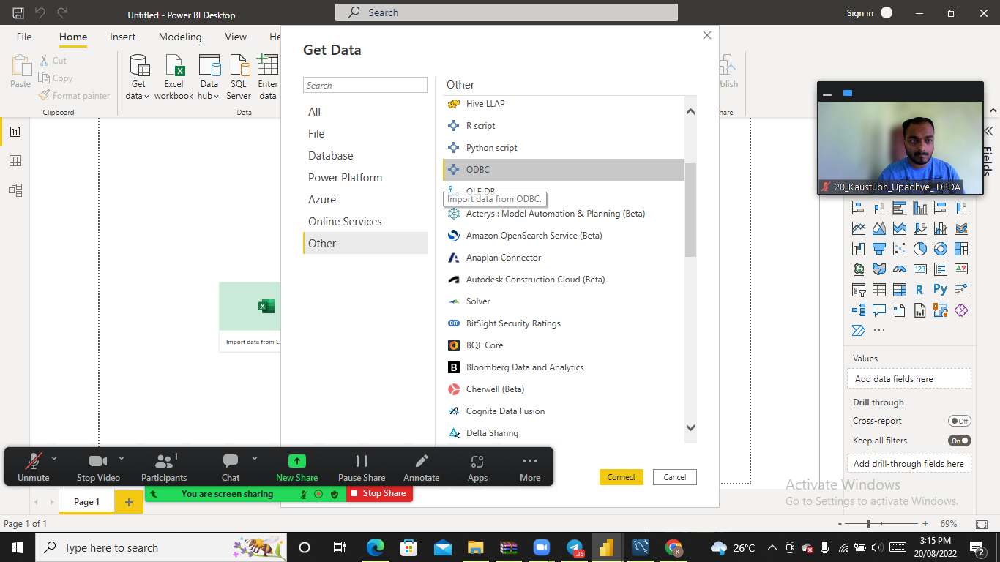 Untitled - Power BI Desktop
Search
Sign in
File
Home
Insert
Modeling
View
He
Paste
Cut
Copy
Format painter
Clipboard
Get data
Excel workbook
Data hub
SQL Server
Enter data
Data
blish
hare
Get Data
Search
All
File
Database
Power Platform
Azure
Online Services
Other
Other
Hive LLAP
R script
Python script
ODBC
OLE DB
Import data from ODBC.
Acterys : Model Automation & Planning (Beta)
Amazon OpenSearch Service (Beta)
Anaplan Connector
Autodesk Construction Cloud (Beta)
Solver
BIT
BitSight Security Ratings
BQE Core
B
Bloomberg Data and Analytics
Cherwell (Beta)
Cognite Data Fusion
Delta Sharing
Connect
Cancel
Import data from Ex
20_Kaustubh_Upadhye_ DBDA
Fields
123
R
Py
Values
Add data fields here
Drill through
Cross-report
Off
Keep all filters
On
Add drill-through fields here
Activate Windows
Go to Settings to activate Windows.
Unmute
Stop Video
1
Participants
Chat
New Share
Pause Share
Annotate
Apps
More
You are screen sharing
Stop Share
Page 1
Page 1 of 1
- + 69%
Type here to search
.35
K
26°C
3:15 PM
20/08/2022
2